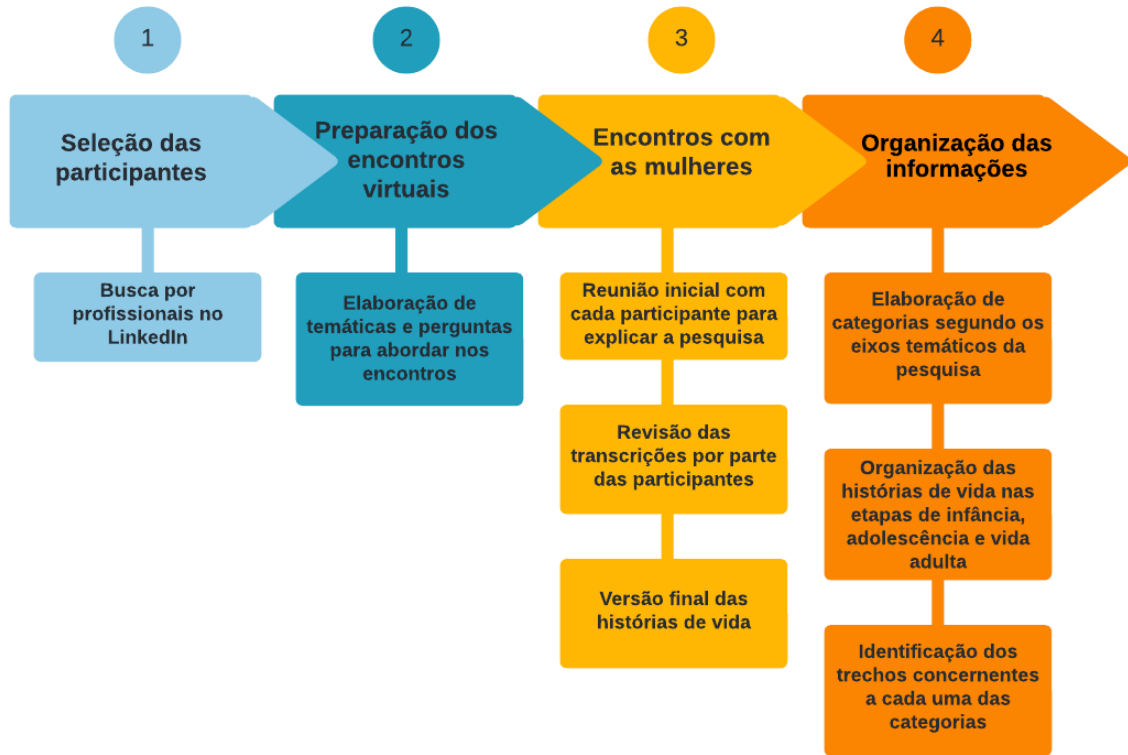 1
2
3
4
Seleção das
participantes
Preparação dos
encontros
virtuais
Encontros com
as mulheres
Organização das
informações
Busca por
profissionais no
LinkedIn
Elaboração de
temáticas e perguntas
para abordar nos
encontros
Reunião inicial com
cada participante para
explicar a pesquisa
Revisão das
transcrições por parte
das participantes
Versão final das
histórias de vida
Elaboração de
categorias segundo os
eixos temáticos da
pesquisa
Organização das
histórias de vida nas
etapas de infância,
adolescência e vida
adulta
Identificação dos
trechos concernentes
a cada uma das
categorias